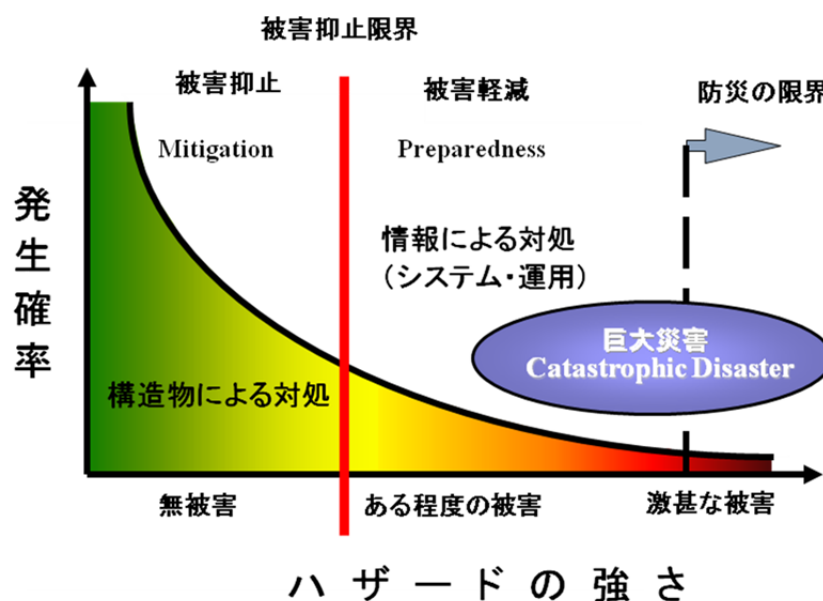 被害抑止限界
被害抑止
被害軽減
防災の限界
Mitigation
Preparedness
発生確率
情報による対処
（システム・運用）
巨大災害
Catastrophic Disaster
構造物による対処
無被害
ある程度の被害
激甚な被害
ハザードの強さ